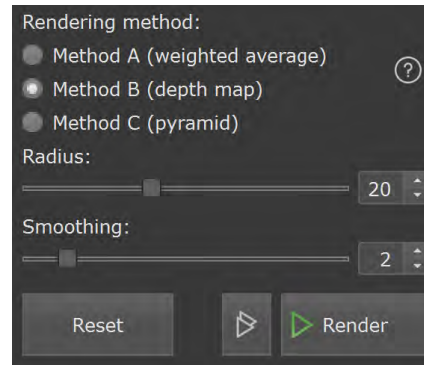 Rendering method:
Method A (weighted average)
?
Method B (depth map)
Method C (pyramid)
Radius:
20
Smoothing:
2
Reset
Render